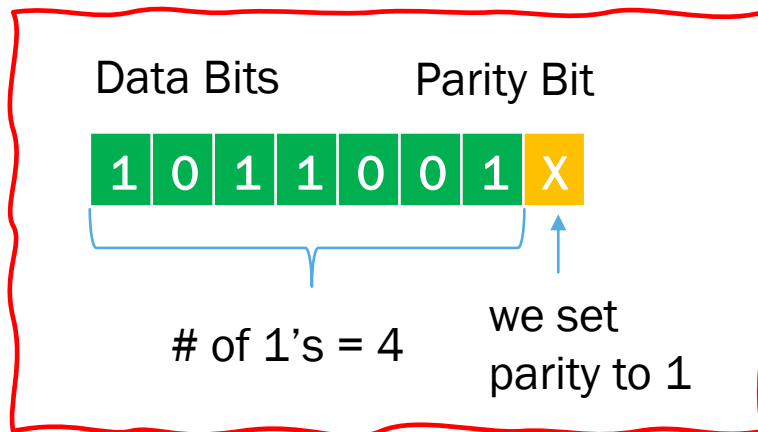 Data Bits Parity Bit
1 0 1 1 0 0 1 X
# of 1's = 4
we set
parity to 1